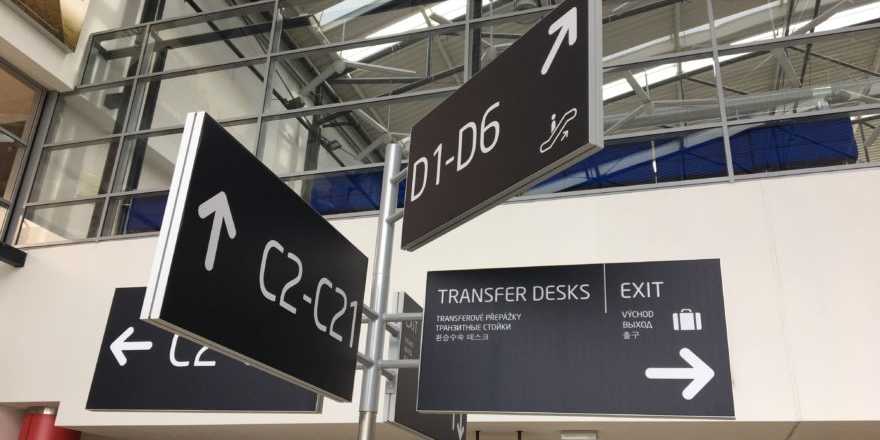 D1-D6
C2-C21
C2
TRANSFER DESKS
TRANSFEROVÉ PŘEPÁŽKY
ТРАНЗИТНЫЕ СТОЙКИ
환승수속 데스크
EXIT
VÝCHOD
ВЫХОД
출구